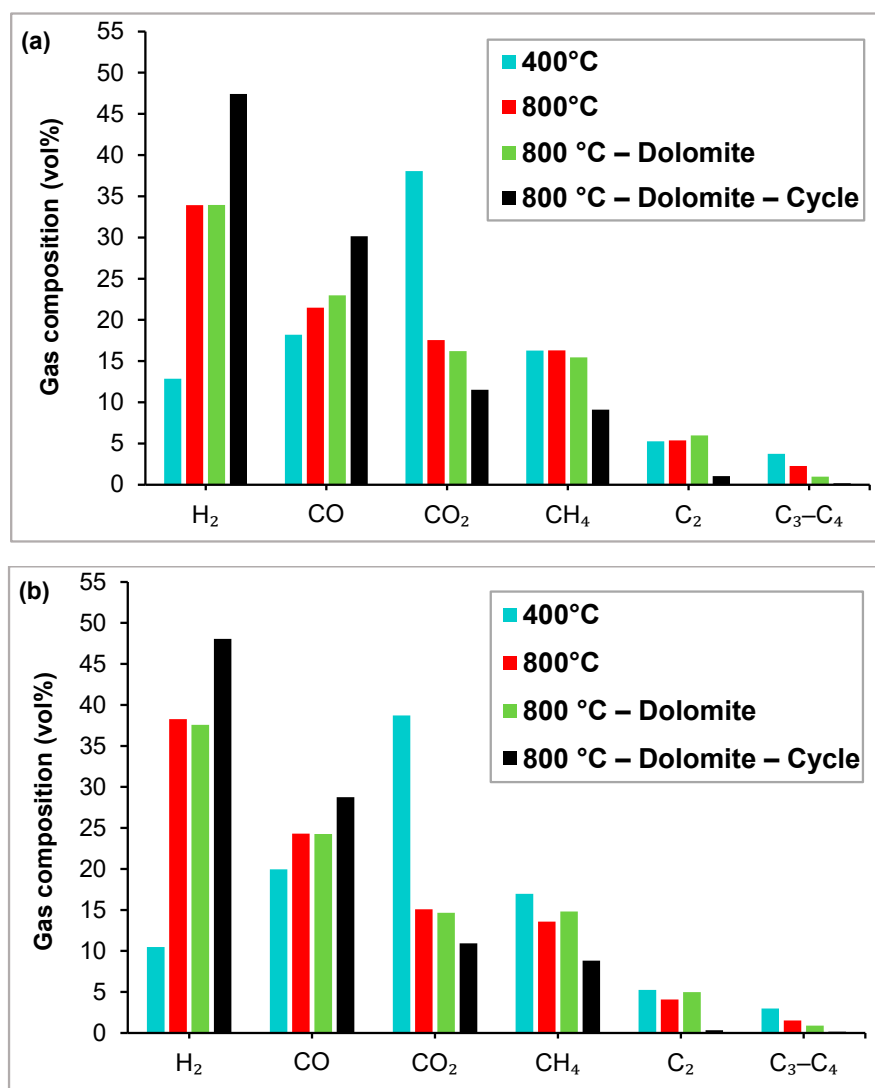 (a)
Gas composition (vol%)
55
50
45
40
35
30
25
20
15
10
5
0
400°C
800°C
800 °C – Dolomite
800 °C – Dolomite – Cycle
H₂ CO CO₂ CH₄ C₂ C₃–C₄
(b)
Gas composition (vol%)
55
50
45
40
35
30
25
20
15
10
5
0
400°C
800°C
800 °C – Dolomite
800 °C – Dolomite – Cycle
H₂ CO CO₂ CH₄ C₂ C₃–C₄